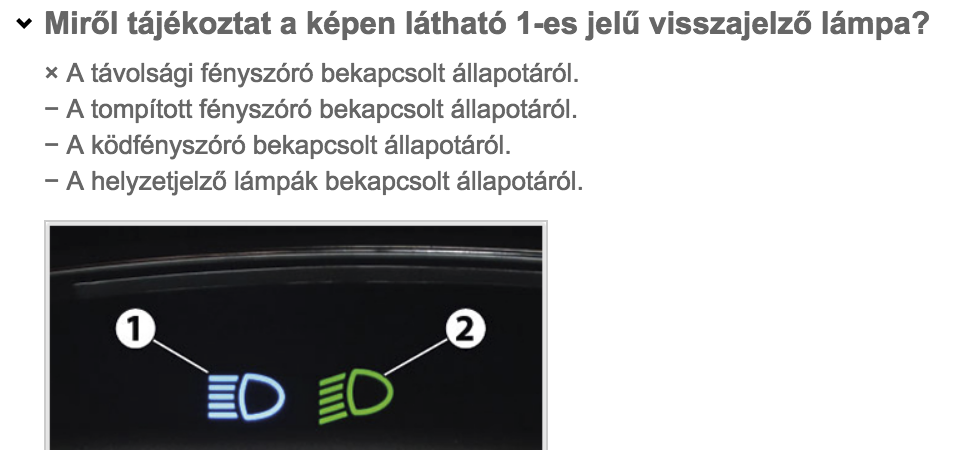 Miről tájékoztat a képen látható 1-es jelű visszajelző lámpa?
× A távolsági fényszóró bekapcsolt állapotáról.
− A tompított fényszóró bekapcsolt állapotáról.
− A ködfényszóró bekapcsolt állapotáról.
− A helyzetjelző lámpák bekapcsolt állapotáról.
1
2